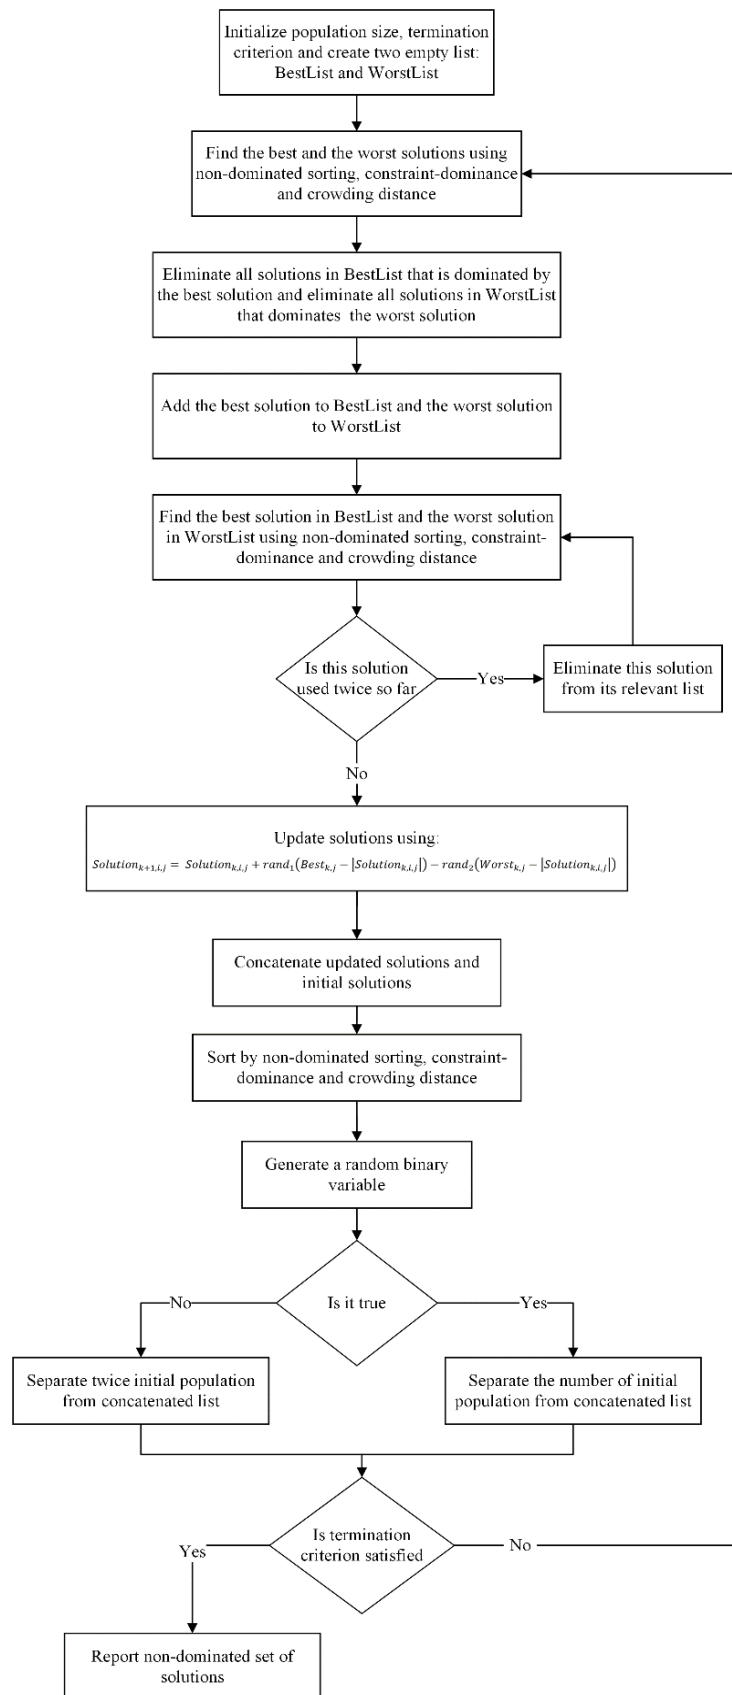 Initialize population size, termination
criterion and create two empty list:
BestList and WorstList
Find the best and the worst solutions using
non-dominated sorting, constraint-dominance
and crowding distance
Eliminate all solutions in BestList that is dominated by
the best solution and eliminate all solutions in WorstList
that dominates the worst solution
Add the best solution to BestList and the worst solution
to WorstList
Find the best solution in BestList and the worst solution
in WorstList using non-dominated sorting, constraint-
dominance and crowding distance
Is this solution
used twice so far
Yes
Eliminate this solution
from its relevant list
No
Update solutions using:
Solution_{k+1,i,j} = Solution_{k,i,j} + rand_1(Best_{k,j} − |Solution_{k,i,j}|) − rand_2(Worst_{k,j} − |Solution_{k,i,j}|)
Concatenate updated solutions and
initial solutions
Sort by non-dominated sorting, constraint-
dominance and crowding distance
Generate a random binary
variable
Is it true
No
Yes
Separate twice initial population
from concatenated list
Separate the number of initial
population from concatenated list
Is termination
criterion satisfied
Yes
No
Report non-dominated set of
solutions